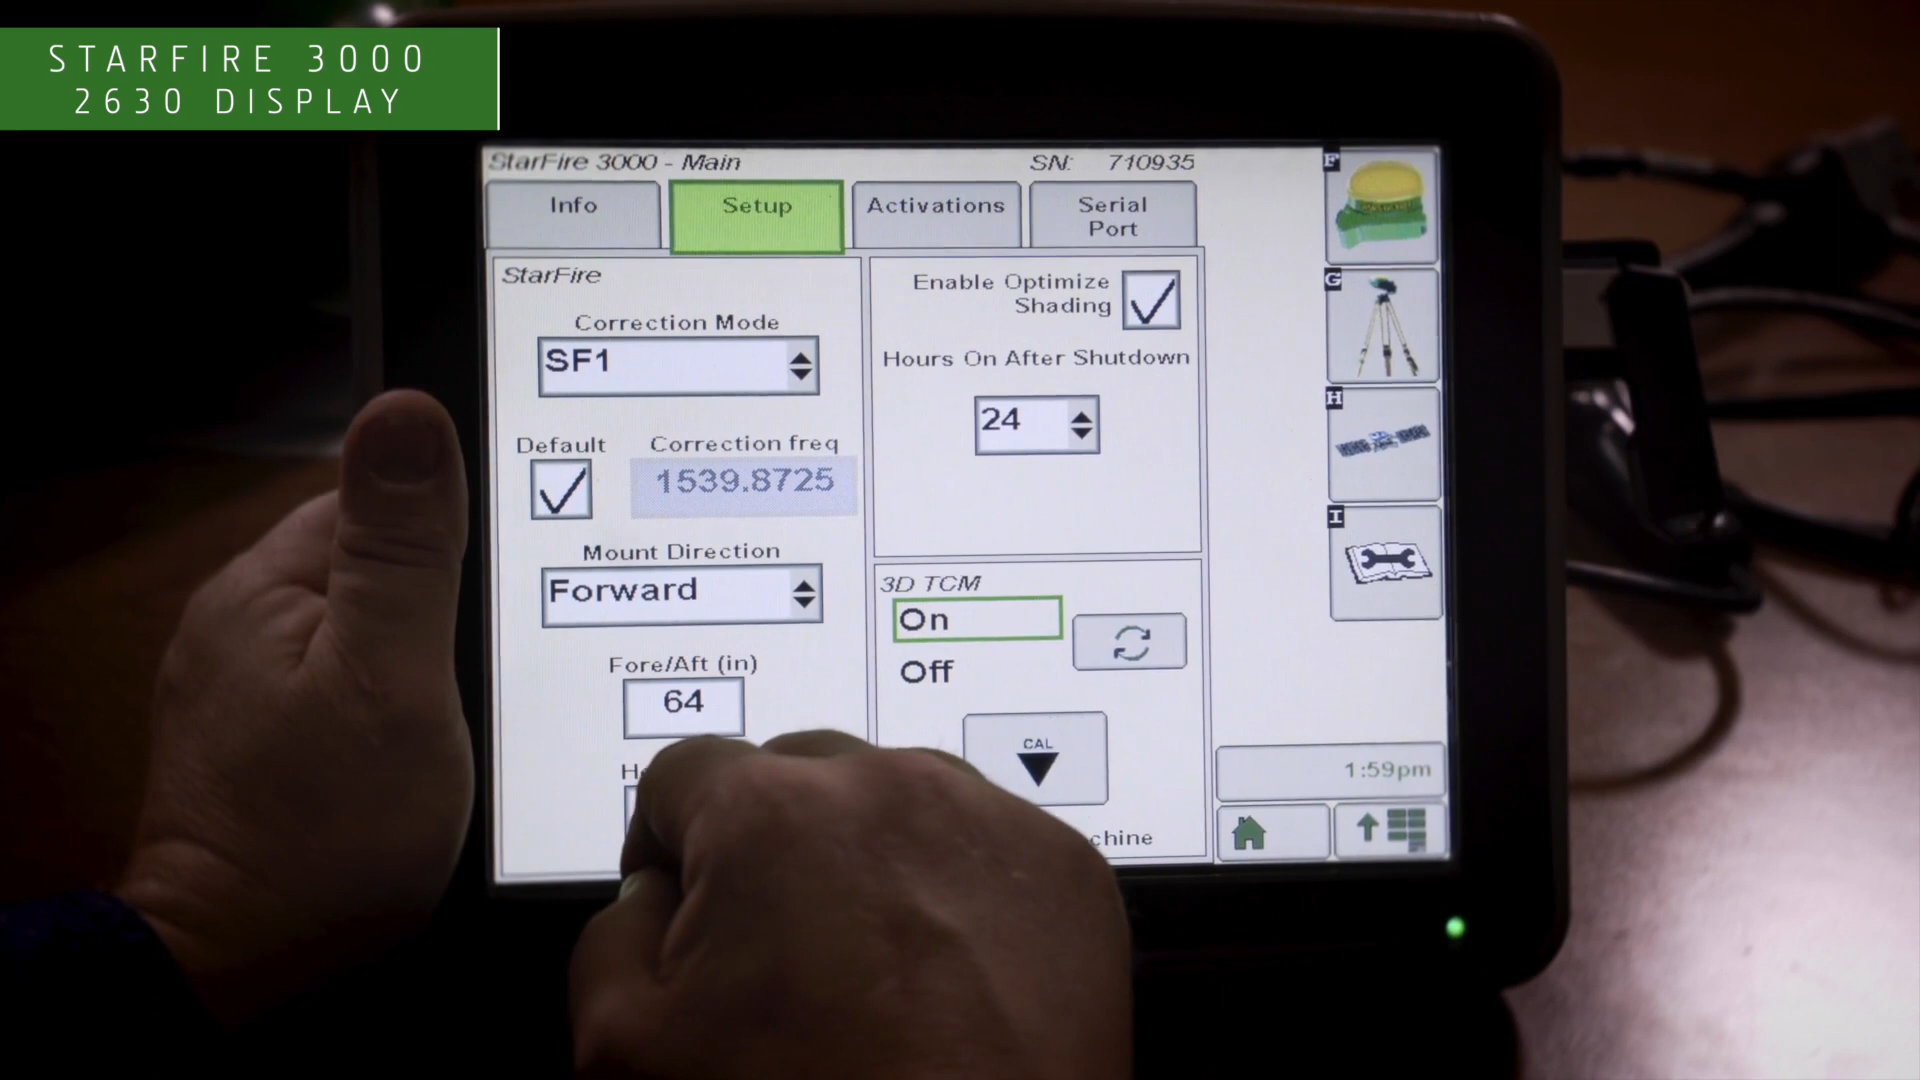 STARFIRE 3000
2630 DISPLAY
StarFire 3000 - Main
SN: 710935
Info
Setup
Activations
Serial
Port
StarFire
Correction Mode
SF1
Default
Correction freq
1539.8725
Mount Direction
Forward
Fore/Aft (in)
64
Enable Optimize
Shading
Hours On After Shutdown
24
3D TCM
On
Off
CAL
F
G
H
I
1:59pm